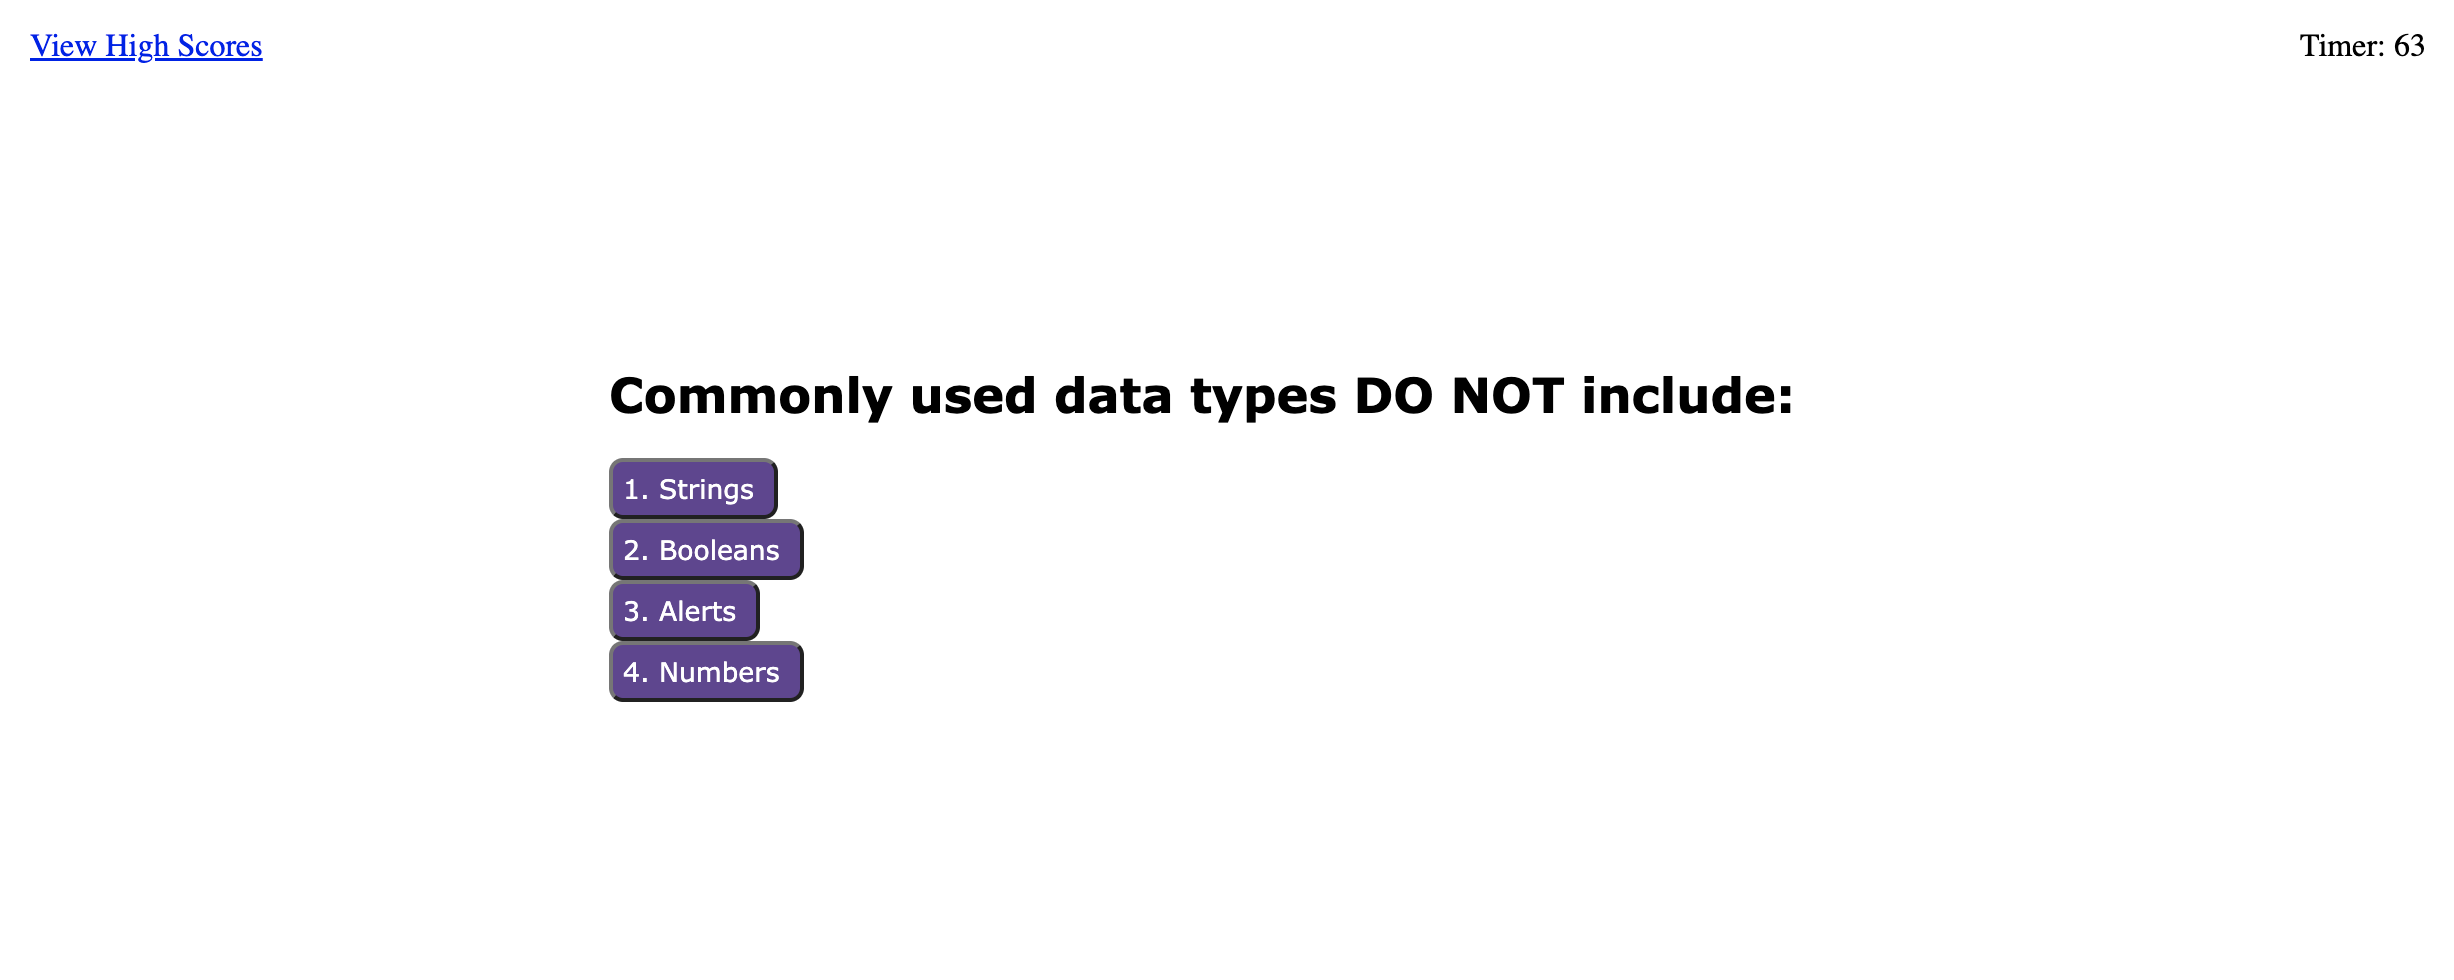 View High Scores
Timer: 63
Commonly used data types DO NOT include:
1. Strings
2. Booleans
3. Alerts
4. Numbers